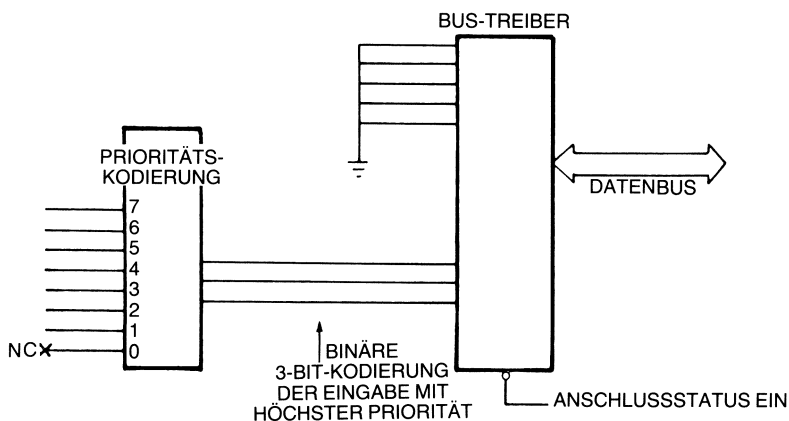 BUS-TREIBER
PRIORITÄTS-
KODIERUNG
DATENBUS
7
6
5
4
3
2
1
NC 0
BINÄRE
3-BIT-KODIERUNG
DER EINGABE MIT
HÖCHSTER PRIORITÄT
ANSCHLUSSSTATUS EIN